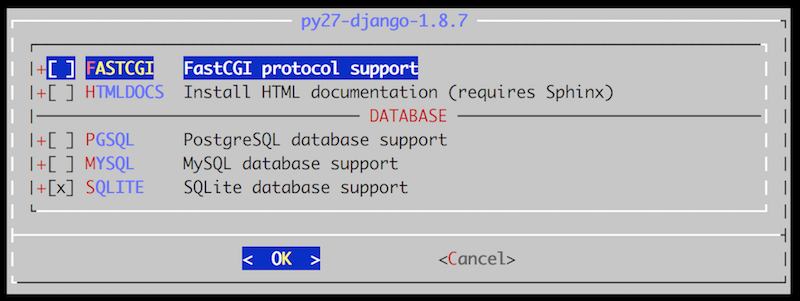 py27-django-1.8.7
+[ ] FASTCGI FastCGI protocol support
+[ ] HTMLDOCS Install HTML documentation (requires Sphinx)
DATABASE
+[ ] PGSQL PostgreSQL database support
+[ ] MYSQL MySQL database support
+[x] SQLITE SQLite database support
< OK > <Cancel>